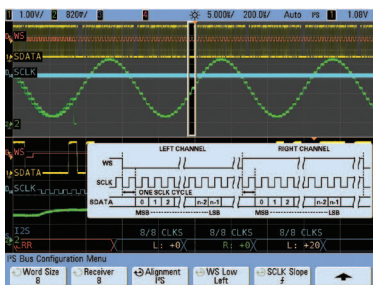 1 1.00V/ 2 820mV/ 3 4 5.000s/ 200.0s/ Auto I²S 1 1.08V
WS
SDATA
SCLK
2
WS
SDATA
SCLK
LEFT CHANNEL RIGHT CHANNEL
WS
SCLK
ONE SCLK CYCLE
SDATA 0 1 2 n-2 n-1 0 1 2 n-2 n-1
MSB LSB MSB LSB
I2S 8/8 CLKS 8/8 CLKS 8/8 CLKS
ERR L: +0 R: +0 L: +20
I²S Bus Configuration Menu
Word Size Receiver Alignment WS Low SCLK Slope
8 8 I²S Left